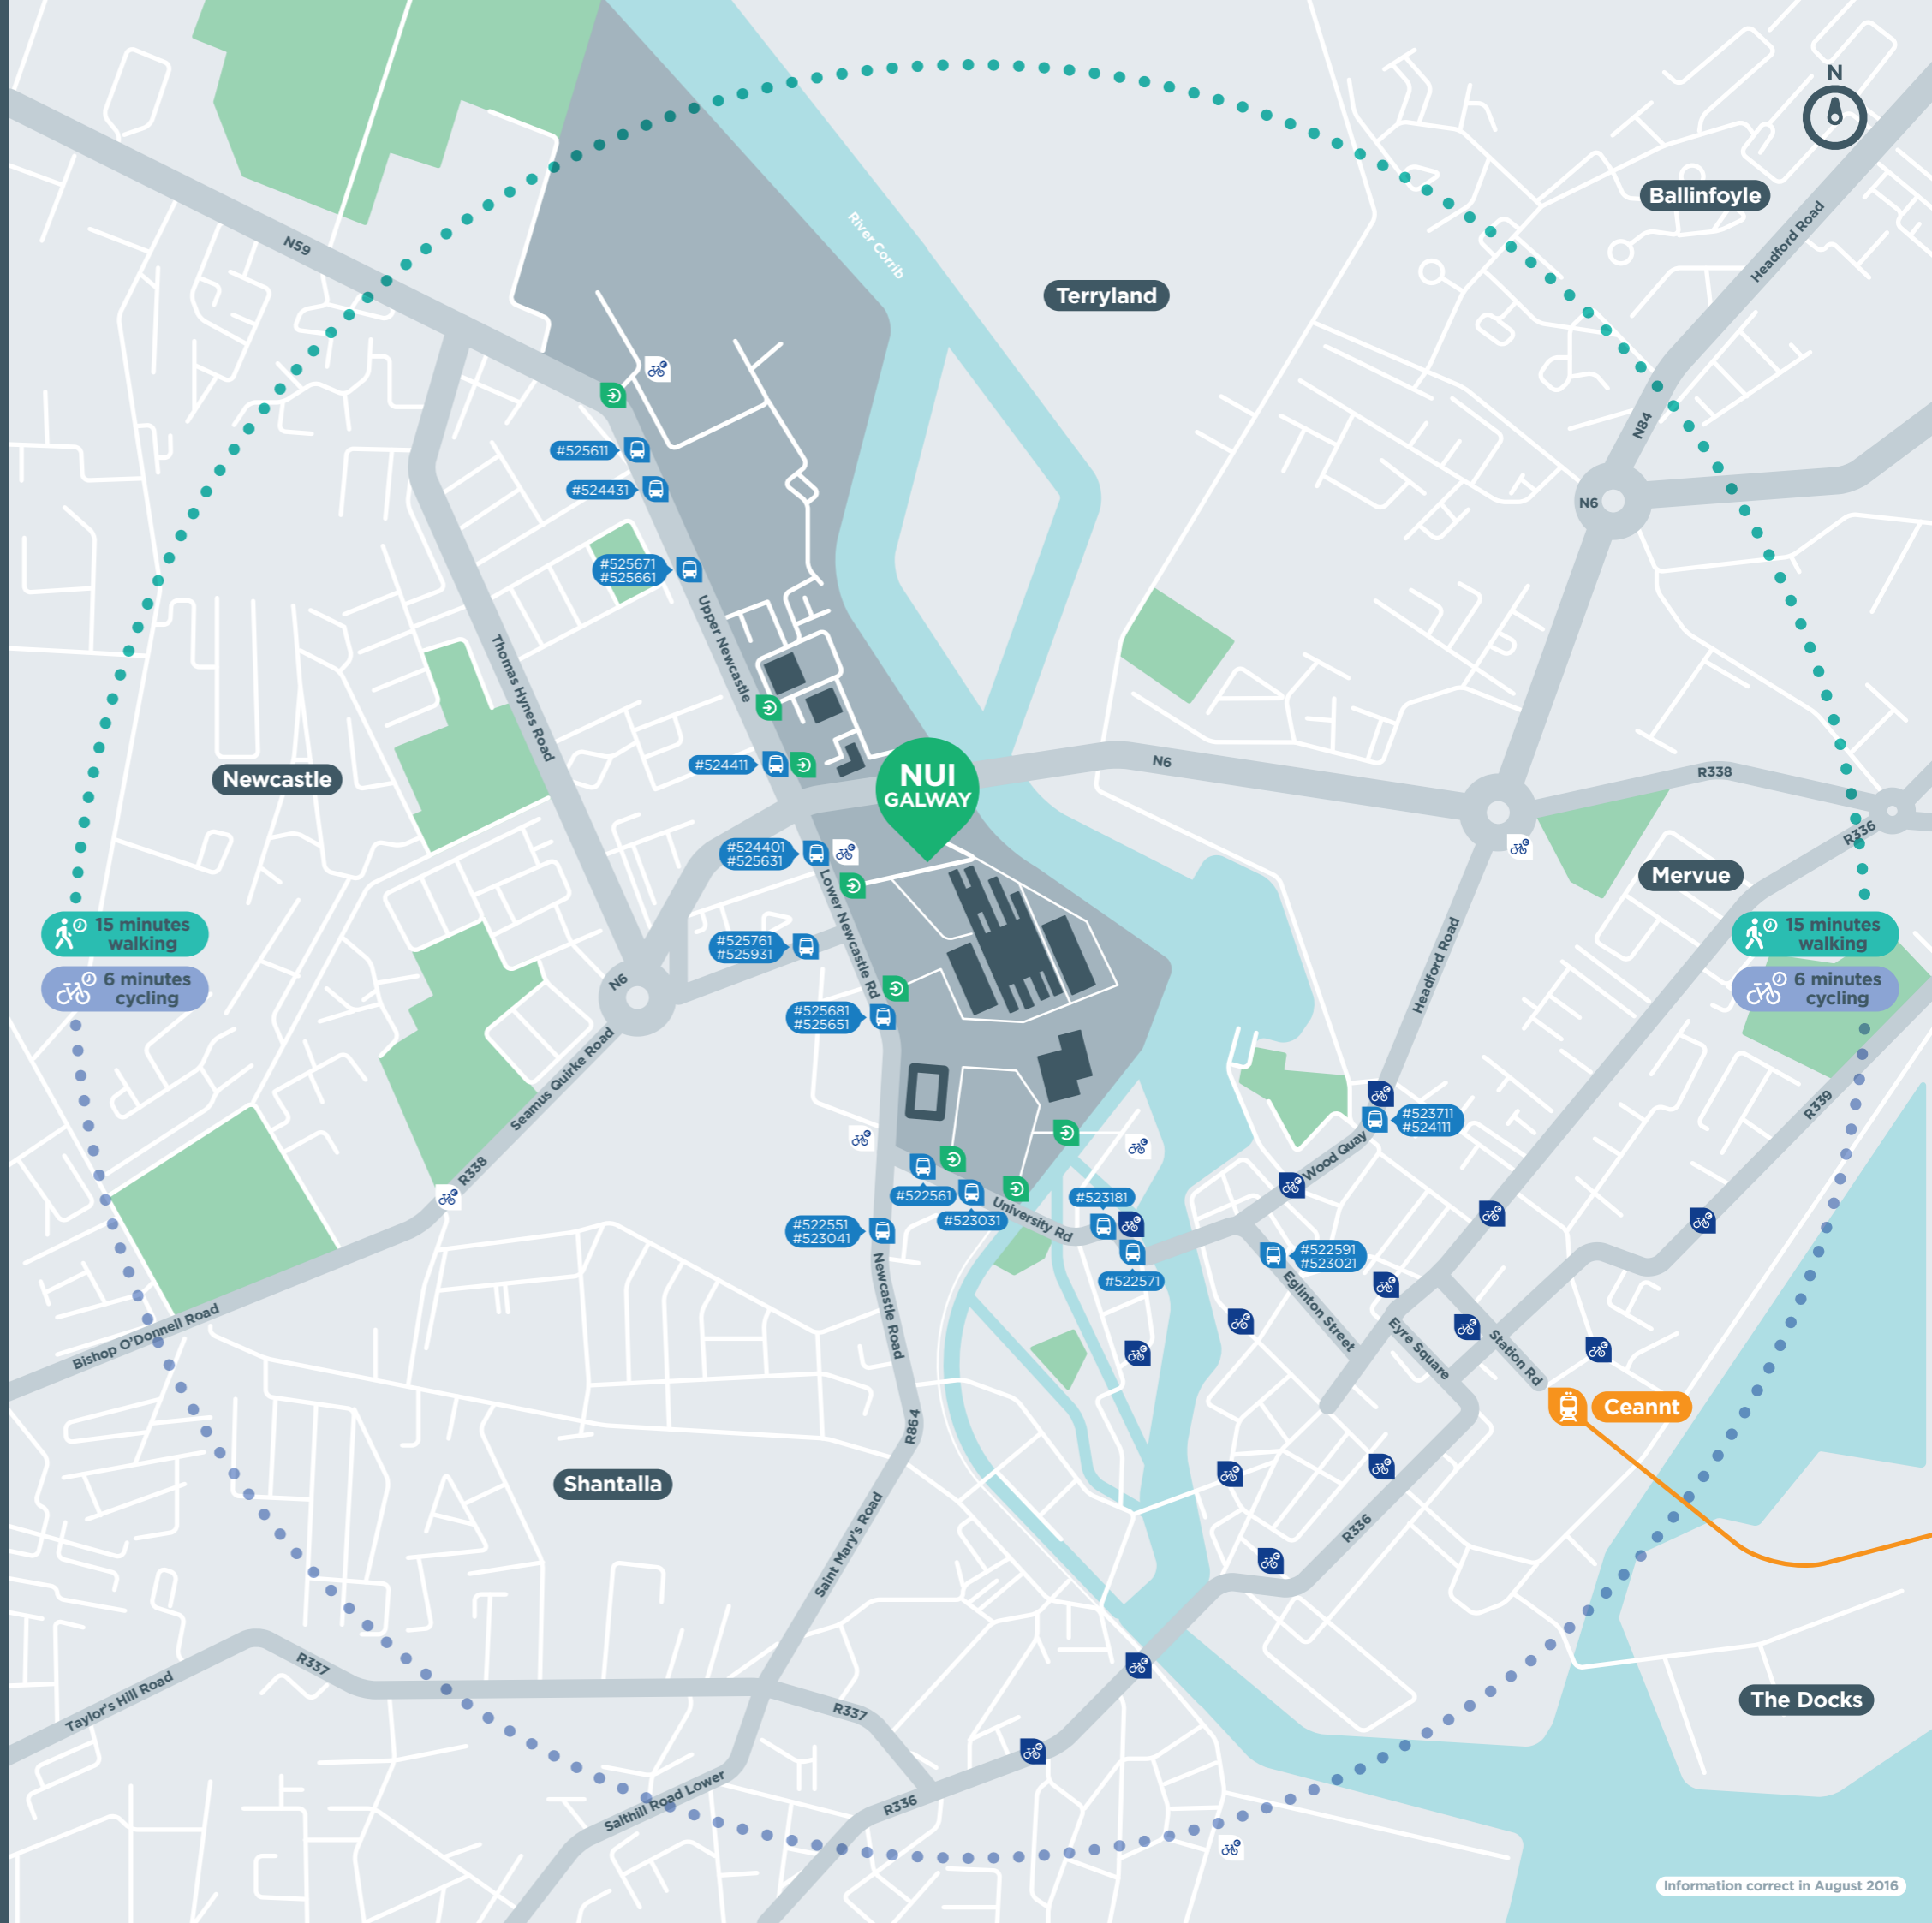 N
Ballinfoyle
Headford Road
River Corrib
N59
Terryland
N84
#525611
#524431
N6
#525671
#525661
Upper Newcastle
Thomas Hynes Road
Newcastle
#524411
NUI
GALWAY
N6
R338
R336
#524401
#525631
Lower Newcastle Rd
Mervue
15 minutes
walking
6 minutes
cycling
15 minutes
walking
6 minutes
cycling
#525761
#525931
N6
Headford Road
#525681
#525651
Seamus Quirke Road
R339
#523711
#524111
Wood Quay
R338
#522561
#523031
University Rd
#523181
#522551
#523041
#522571
#522591
#523021
Eglinton Street
Newcastle Road
Bishop O'Donnell Road
Eyre Square
Station Rd
Ceannt
R864
Shantalla
Saint Mary's Road
R336
R337
Taylor's Hill Road
R337
The Docks
Salthill Road Lower
R336
Information correct in August 2016